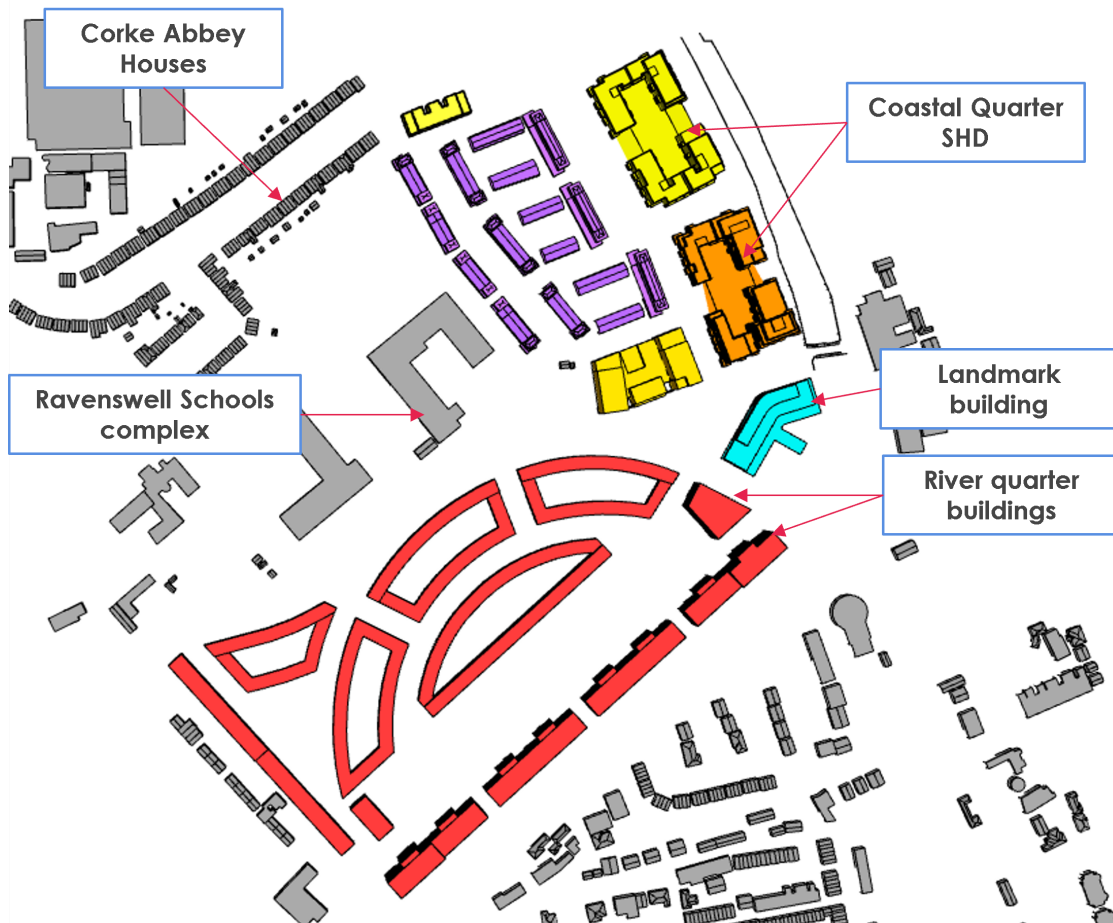 Corke Abbey
Houses
Coastal Quarter
SHD
Ravenswell Schools
complex
Landmark
building
River quarter
buildings